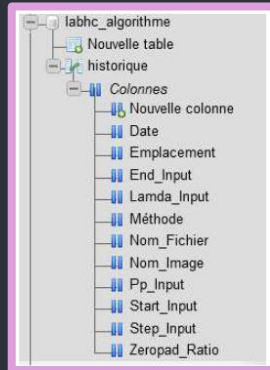 labhc_algorithme
Nouvelle table
historique
Colonnes
Nouvelle colonne
Date
Emplacement
End_Input
Lamda_Input
Méthode
Nom_Fichier
Nom_Image
Pp_Input
Start_Input
Step_Input
Zeropad_Ratio